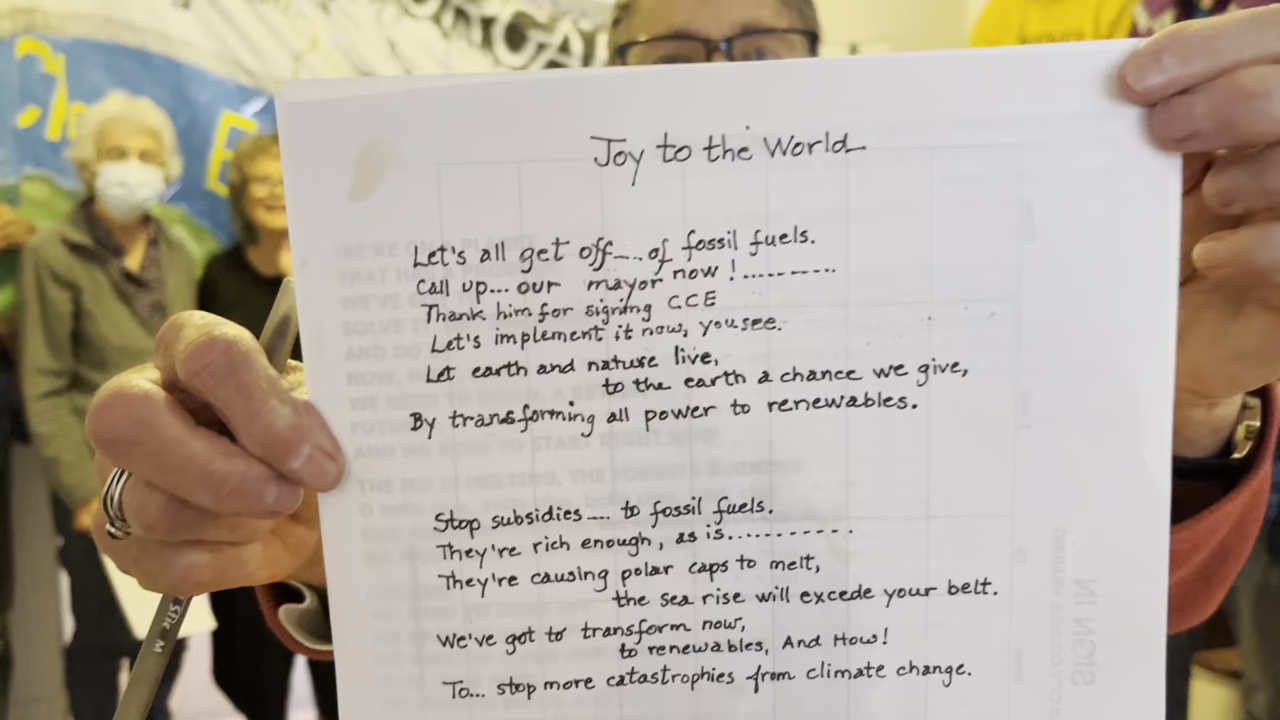 Joy to the World
Let's all get off.... of fossil fuels.
Call up... our mayor now !..........
Thank him for signing CCE
Let's implement it now, you see.
Let earth and nature live,
to the earth a chance we give,
By transforming all power to renewables.
Stop subsidies.... to fossil fuels.
They're rich enough, as is...........
They're causing polar caps to melt,
the sea rise will excede your belt.
We've got to transform now,
to renewables, And How!
To... stop more catastrophies from climate change.
SIGN IN
STIC M